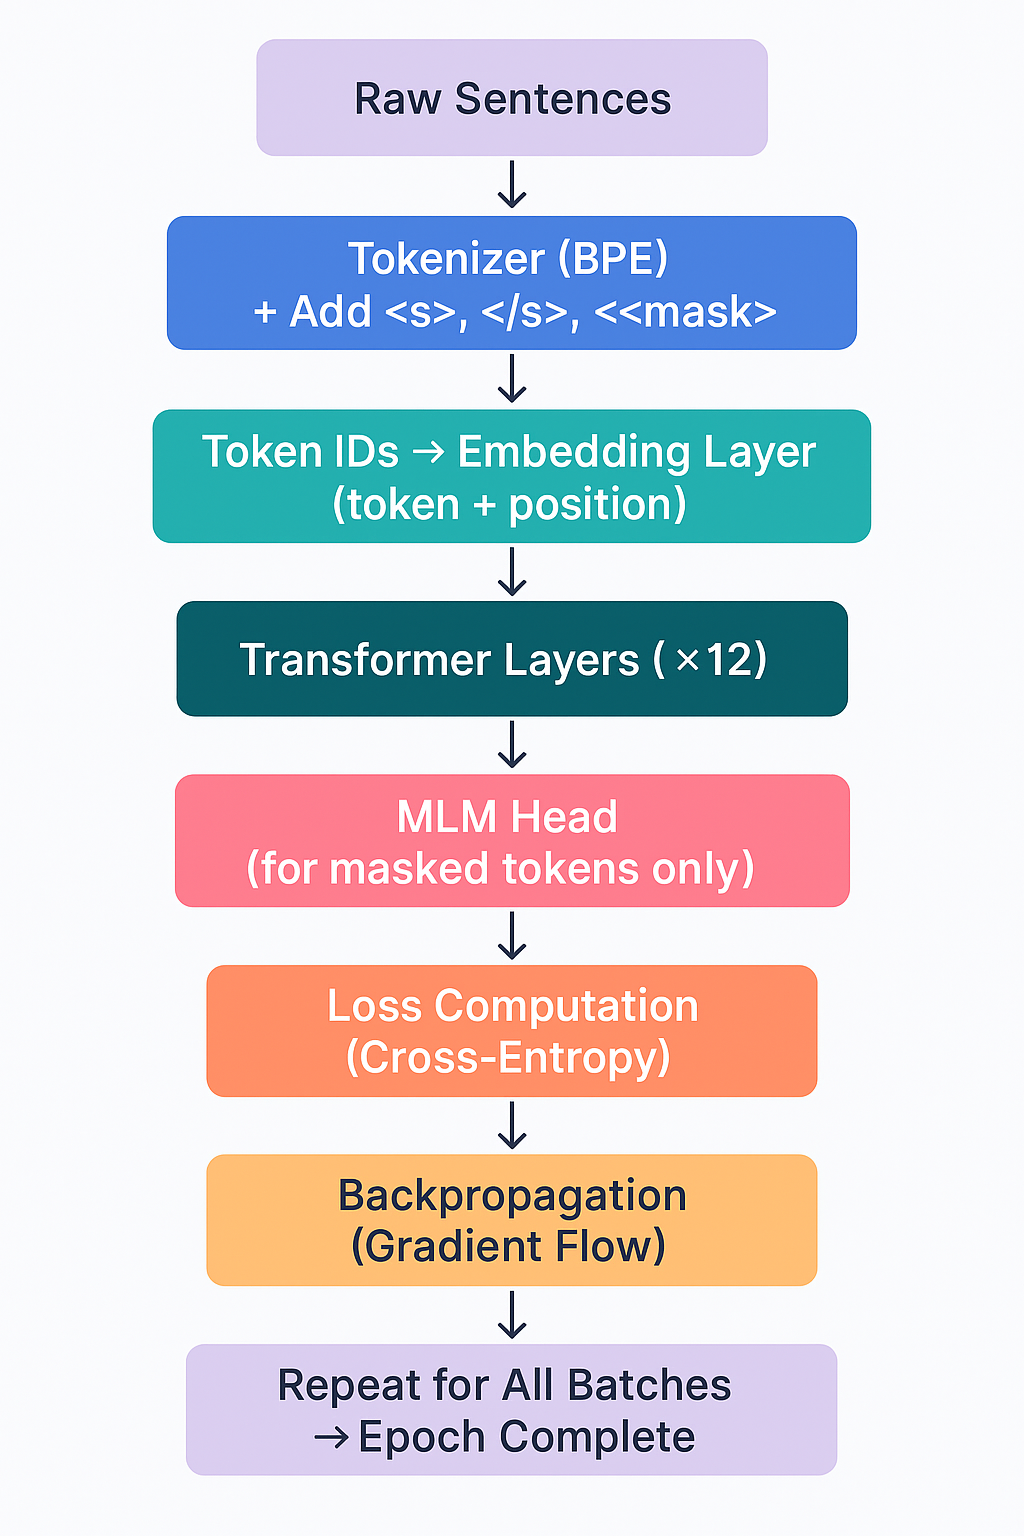 Raw Sentences
Tokenizer (BPE)
+ Add <s>, </s>, <<mask>
Token IDs → Embedding Layer
(token + position)
Transformer Layers (×12)
MLM Head
(for masked tokens only)
Loss Computation
(Cross-Entropy)
Backpropagation
(Gradient Flow)
Repeat for All Batches
→ Epoch Complete